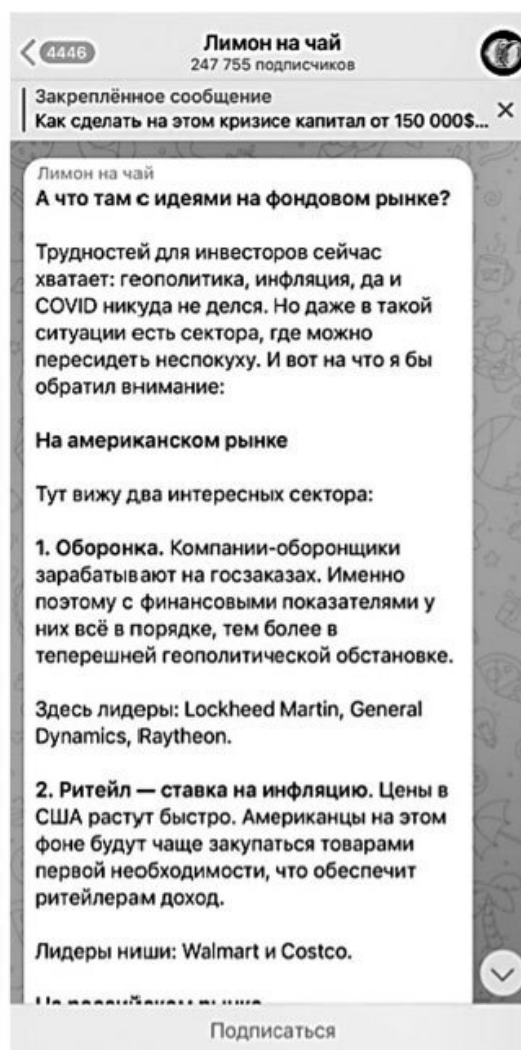 4446
Лимон на чай
247 755 подписчиков
Закреплённое сообщение
Как сделать на этом кризисе капитал от 150 000$...
Лимон на чай
А что там с идеями на фондовом рынке?
Трудностей для инвесторов сейчас
хватает: геополитика, инфляция, да и
COVID никуда не делся. Но даже в такой
ситуации есть сектора, где можно
пересидеть неспокуху. И вот на что я бы
обратил внимание:
На американском рынке
Тут вижу два интересных сектора:
1. Оборонка. Компании-оборонщики
зарабатывают на госзаказах. Именно
поэтому с финансовыми показателями у
них всё в порядке, тем более в
теперешней геополитической обстановке.
Здесь лидеры: Lockheed Martin, General
Dynamics, Raytheon.
2. Ритейл — ставка на инфляцию. Цены в
США растут быстро. Американцы на этом
фоне будут чаще закупаться товарами
первой необходимости, что обеспечит
ритейлерам доход.
Лидеры ниши: Walmart и Costco.
На российском рынке
Подписаться